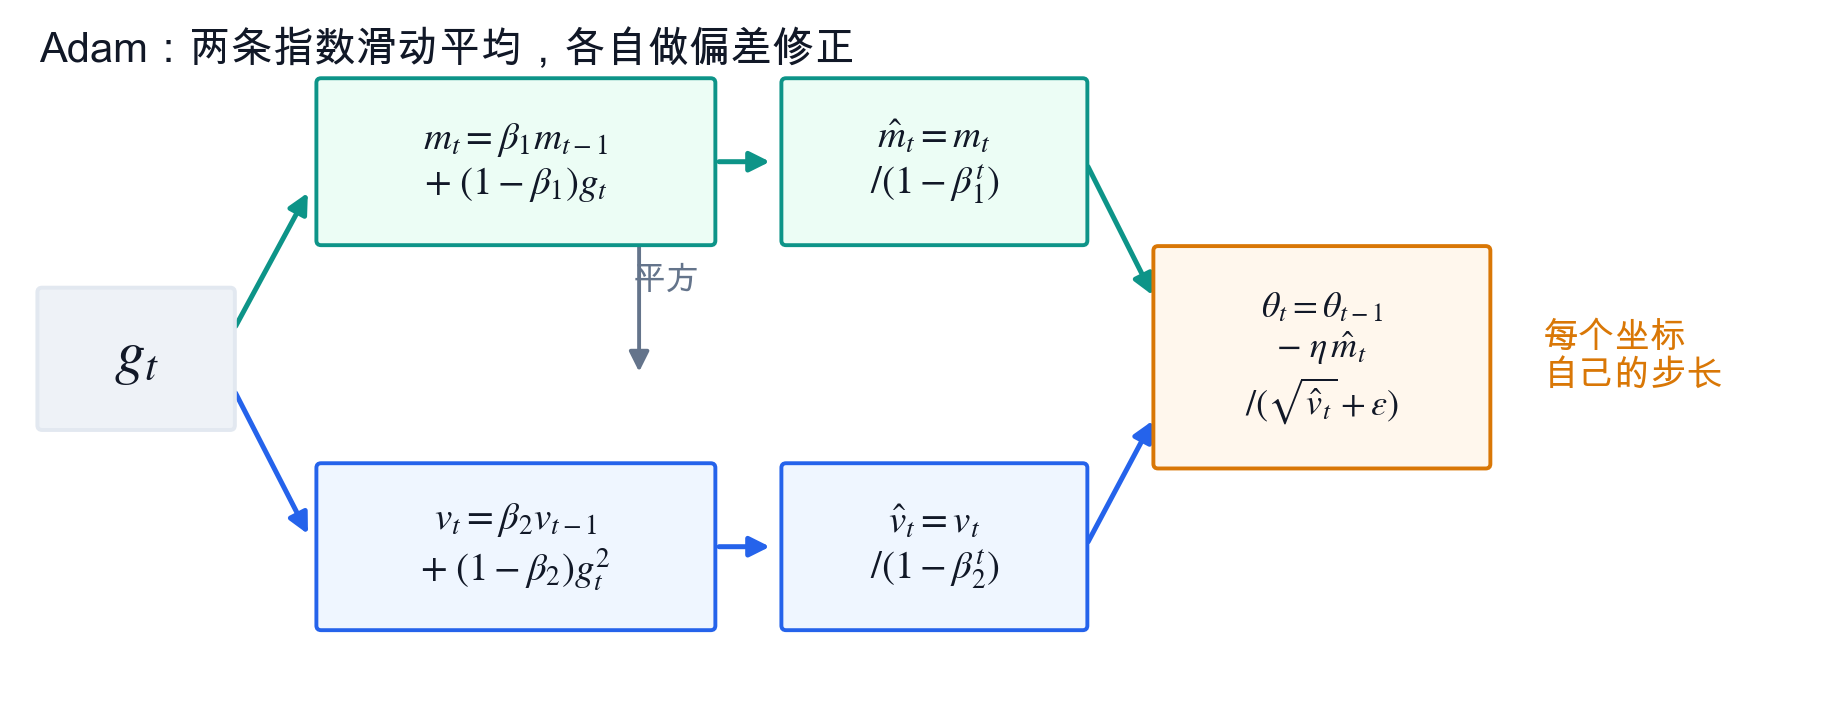 Adam：两条指数滑动平均，各自做偏差修正
g_t
m_t = β_1 m_{t−1}
+ (1 − β_1)g_t
m̂_t = m_t
/(1 − β_1^t)
平方
v_t = β_2 v_{t−1}
+ (1 − β_2)g_t^2
v̂_t = v_t
/(1 − β_2^t)
θ_t = θ_{t−1}
− η m̂_t
/(√v̂_t + ε)
每个坐标
自己的步长